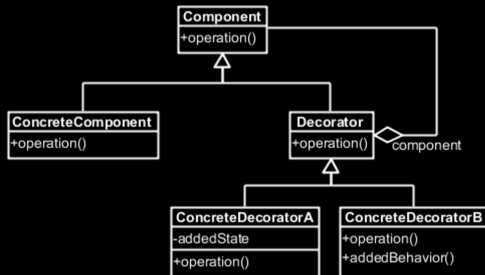 Component
+operation()
ConcreteComponent
+operation()
Decorator
+operation()
component
ConcreteDecoratorA
-addedState
+operation()
ConcreteDecoratorB
+operation()
+addedBehavior()